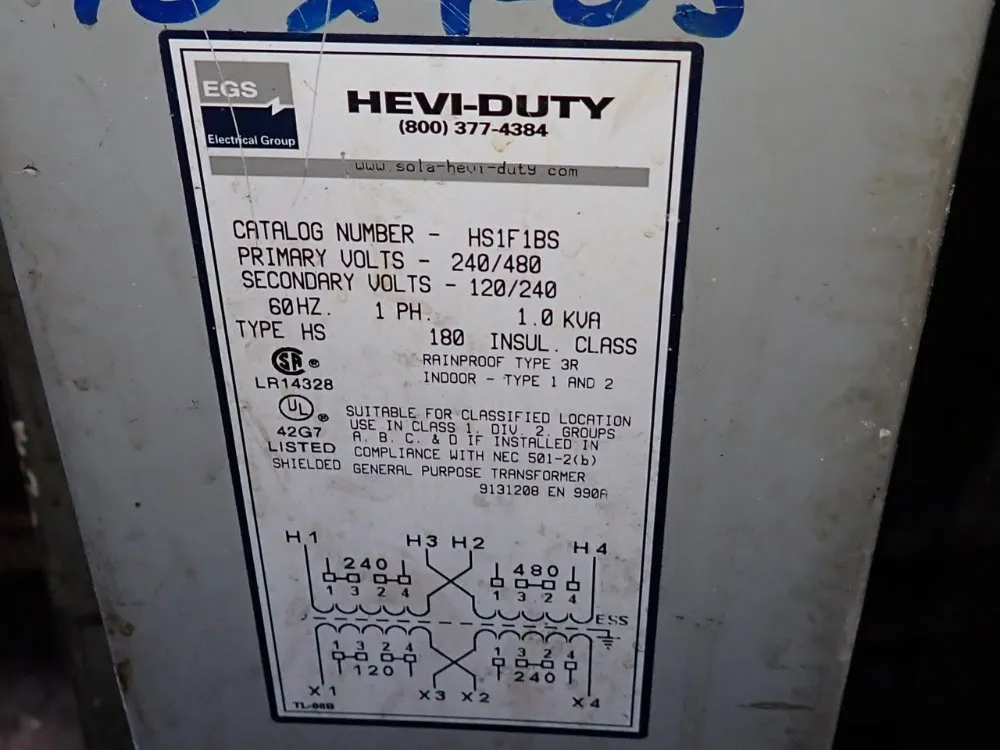 EGS
Electrical Group
HEVI-DUTY
(800) 377-4384
www.sola-hevi-duty com
CATALOG NUMBER - HS1F1BS
PRIMARY VOLTS - 240/480
SECONDARY VOLTS - 120/240
60HZ. 1 PH. 1.0 KVA
TYPE HS 180 INSUL. CLASS
SA ® RAINPROOF TYPE 3R
LR14328 INDOOR - TYPE 1 AND 2
UL ® SUITABLE FOR CLASSIFIED LOCATION
42G7 USE IN CLASS 1. DIV 2. GROUPS
LISTED A. B. C. & D IF INSTALLED IN
COMPLIANCE WITH NEC 501-2(b)
SHIELDED GENERAL PURPOSE TRANSFORMER
9131208 EN 990A
H1 H3 H2 H4
240 480
1 3 2 4 1 3 2 4
ESS
1 3 2 4 1 3 2 4
120 240
X1 X3 X2 X4